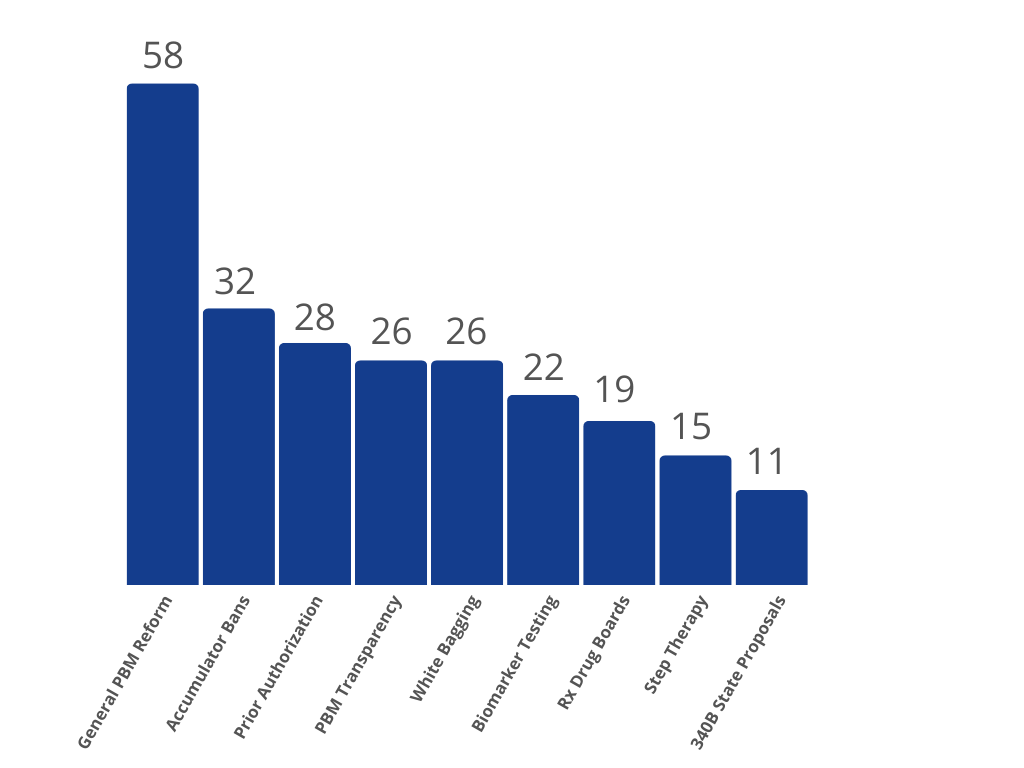 58
32
28
26
26
22
19
15
11
General PBM Reform
Accumulator Bans
Prior Authorization
PBM Transparency
White Bagging
Biomarker Testing
Rx Drug Boards
Step Therapy
340B State Proposals